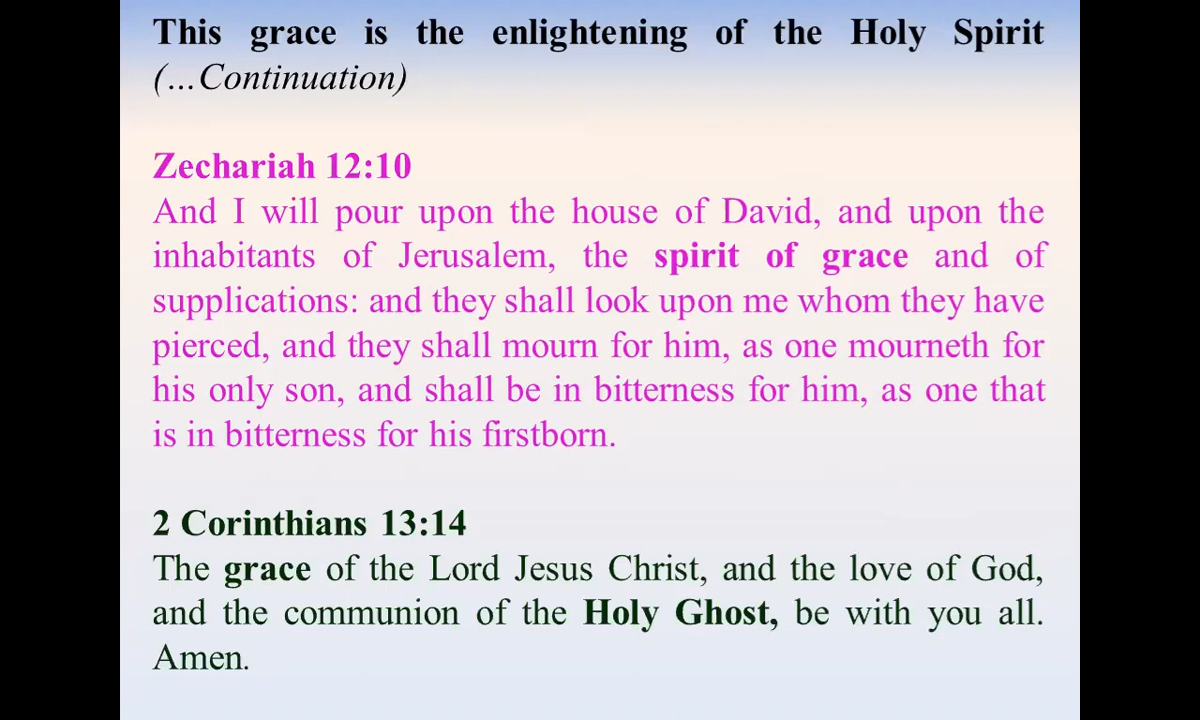 This grace is the enlightening of the Holy Spirit
(…Continuation)
Zechariah 12:10
And I will pour upon the house of David, and upon the
inhabitants of Jerusalem, the spirit of grace and of
supplications: and they shall look upon me whom they have
pierced, and they shall mourn for him, as one mourneth for
his only son, and shall be in bitterness for him, as one that
is in bitterness for his firstborn.
2 Corinthians 13:14
The grace of the Lord Jesus Christ, and the love of God,
and the communion of the Holy Ghost, be with you all.
Amen.